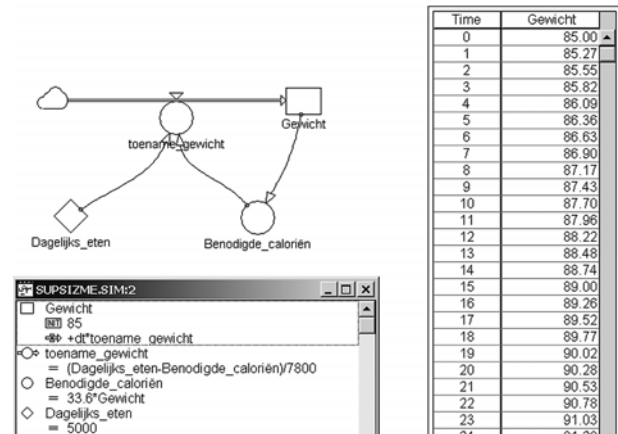 toename_gewicht
Gewicht
Dagelijks_eten
Benodigde_caloriën
SUPSIZME.SIM:2
Gewicht
INIT 85
+dt*toename_gewicht
toename_gewicht
= (Dagelijks_eten-Benodigde_caloriën)/7800
Benodigde_caloriën
= 33.6*Gewicht
Dagelijks_eten
= 5000
Time Gewicht
0 85.00
1 85.27
2 85.55
3 85.82
4 86.09
5 86.36
6 86.63
7 86.90
8 87.17
9 87.43
10 87.70
11 87.96
12 88.22
13 88.48
14 88.74
15 89.00
16 89.26
17 89.52
18 89.77
19 90.02
20 90.28
21 90.53
22 90.78
23 91.03